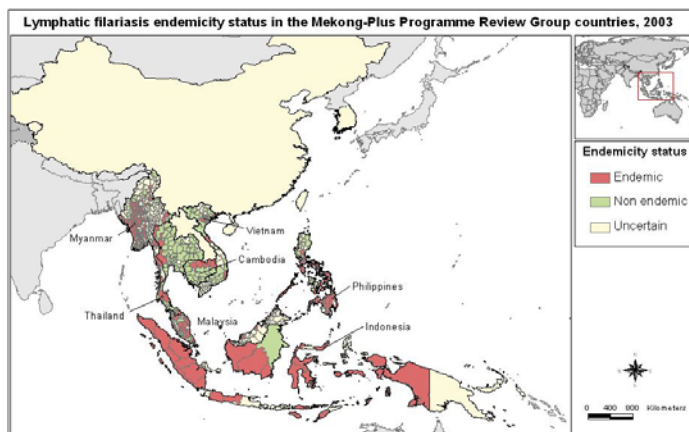 Lymphatic filariasis endemicity status in the Mekong-Plus Programme Review Group countries, 2003
Endemicity status
Endemic
Non endemic
Uncertain
Myanmar
Vietnam
Cambodia
Philippines
Thailand
Malaysia
Indonesia
0 400 800 Kilometers